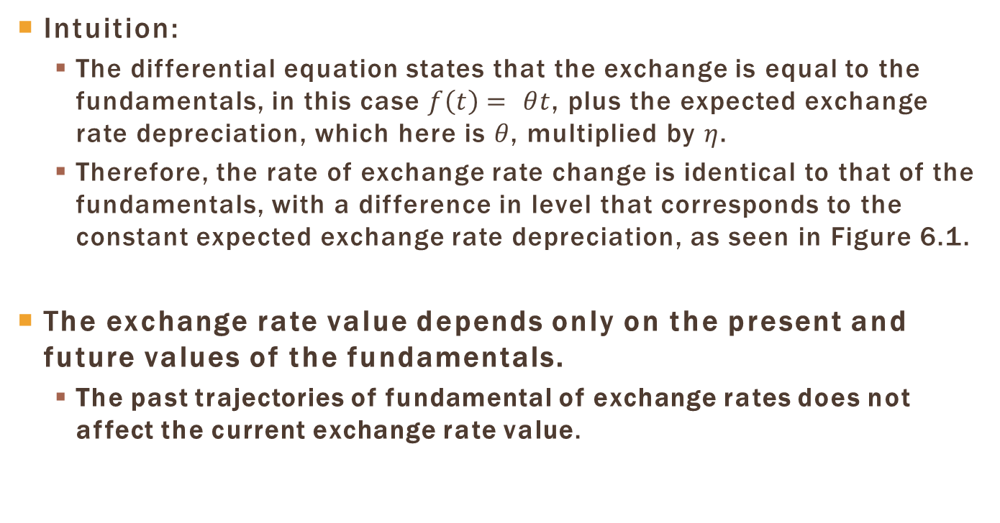 Intuition:
The differential equation states that the exchange is equal to the
fundamentals, in this case f(t) = θt, plus the expected exchange
rate depreciation, which here is θ, multiplied by η.
Therefore, the rate of exchange rate change is identical to that of the
fundamentals, with a difference in level that corresponds to the
constant expected exchange rate depreciation, as seen in Figure 6.1.
The exchange rate value depends only on the present and
future values of the fundamentals.
The past trajectories of fundamental of exchange rates does not
affect the current exchange rate value.